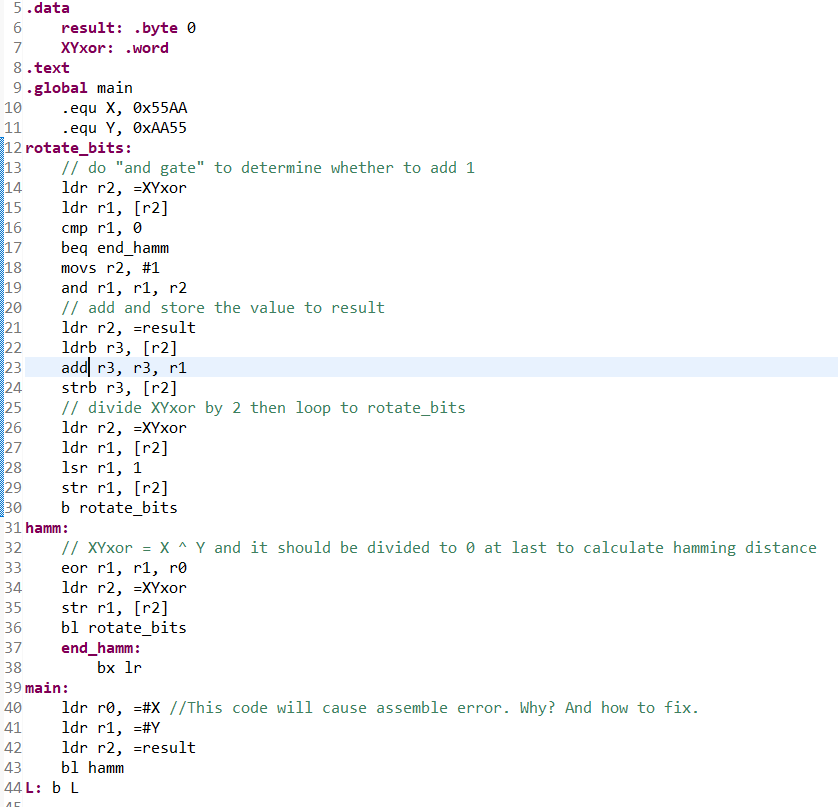 5 .data
6     result: .byte 0
7     XYxor: .word
8 .text
9 .global main
10     .equ X, 0x55AA
11     .equ Y, 0xAA55
12 rotate_bits:
13     // do "and gate" to determine whether to add 1
14     ldr r2, =XYxor
15     ldr r1, [r2]
16     cmp r1, 0
17     beq end_hamm
18     movs r2, #1
19     and r1, r1, r2
20     // add and store the value to result
21     ldr r2, =result
22     ldrb r3, [r2]
23     add r3, r3, r1
24     strb r3, [r2]
25     // divide XYxor by 2 then loop to rotate_bits
26     ldr r2, =XYxor
27     ldr r1, [r2]
28     lsr r1, 1
29     str r1, [r2]
30     b rotate_bits
31 hamm:
32     // XYxor = X ^ Y and it should be divided to 0 at last to calculate hamming distance
33     eor r1, r1, r0
34     ldr r2, =XYxor
35     str r1, [r2]
36     bl rotate_bits
37     end_hamm:
38         bx lr
39 main:
40     ldr r0, =#X //This code will cause assemble error. Why? And how to fix.
41     ldr r1, =#Y
42     ldr r2, =result
43     bl hamm
44 L: b L